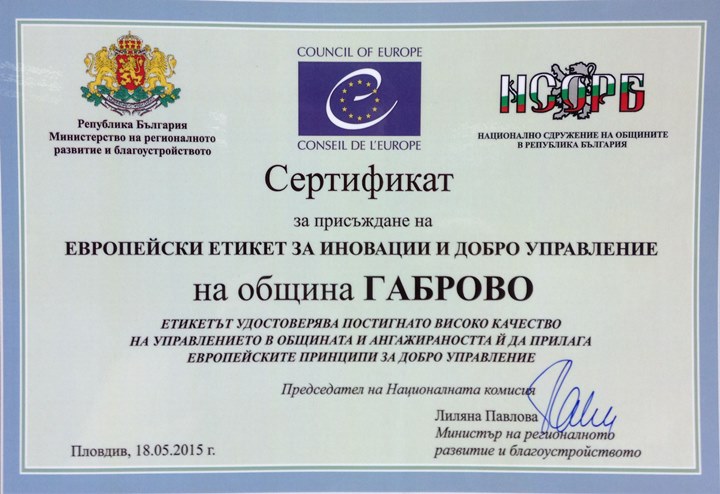 Република България
Министерство на регионалното
развитие и благоустройството
COUNCIL OF EUROPE
CONSEIL DE L'EUROPE
НСОРБ
НАЦИОНАЛНО СДРУЖЕНИЕ НА ОБЩИНИТЕ
В РЕПУБЛИКА БЪЛГАРИЯ
Сертификат
за присъждане на
ЕВРОПЕЙСКИ ЕТИКЕТ ЗА ИНОВАЦИИ И ДОБРО УПРАВЛЕНИЕ
на община ГАБРОВО
ЕТИКЕТЪТ УДОСТОВЕРЯВА ПОСТИГНАТО ВИСОКО КАЧЕСТВО
НА УПРАВЛЕНИЕТО В ОБЩИНАТА И АНГАЖИРАНОСТТА Й ДА ПРИЛАГА
ЕВРОПЕЙСКИТЕ ПРИНЦИПИ ЗА ДОБРО УПРАВЛЕНИЕ
Председател на Националната комисия
Лиляна Павлова
Министър на регионалното
развитие и благоустройството
Пловдив, 18.05.2015 г.